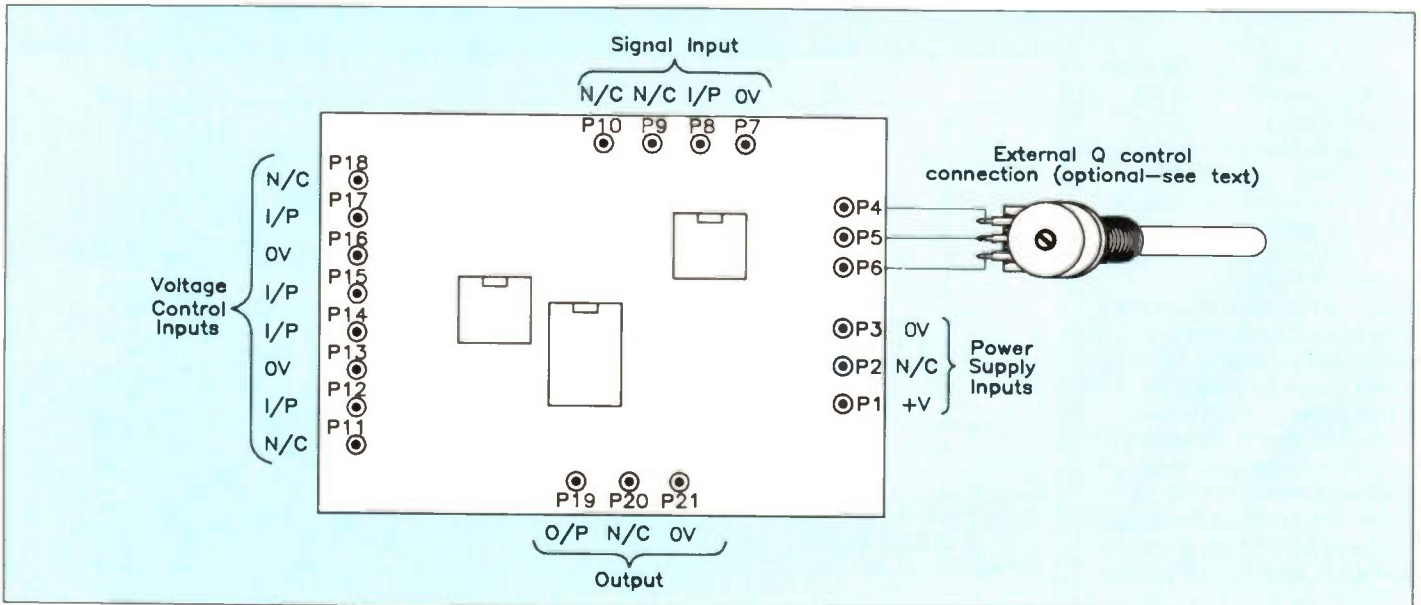 Signal Input
N/C N/C I/P 0V
P10 P9 P8 P7
P18
N/C
P17
I/P
P16
0V
P15
I/P
P14
I/P
P13
0V
P12
I/P
P11
N/C
Voltage
Control
Inputs
External Q control
connection (optional—see text)
P4
P5
P6
P3 0V
P2 N/C
P1 +V
Power
Supply
Inputs
P19 P20 P21
O/P N/C 0V
Output